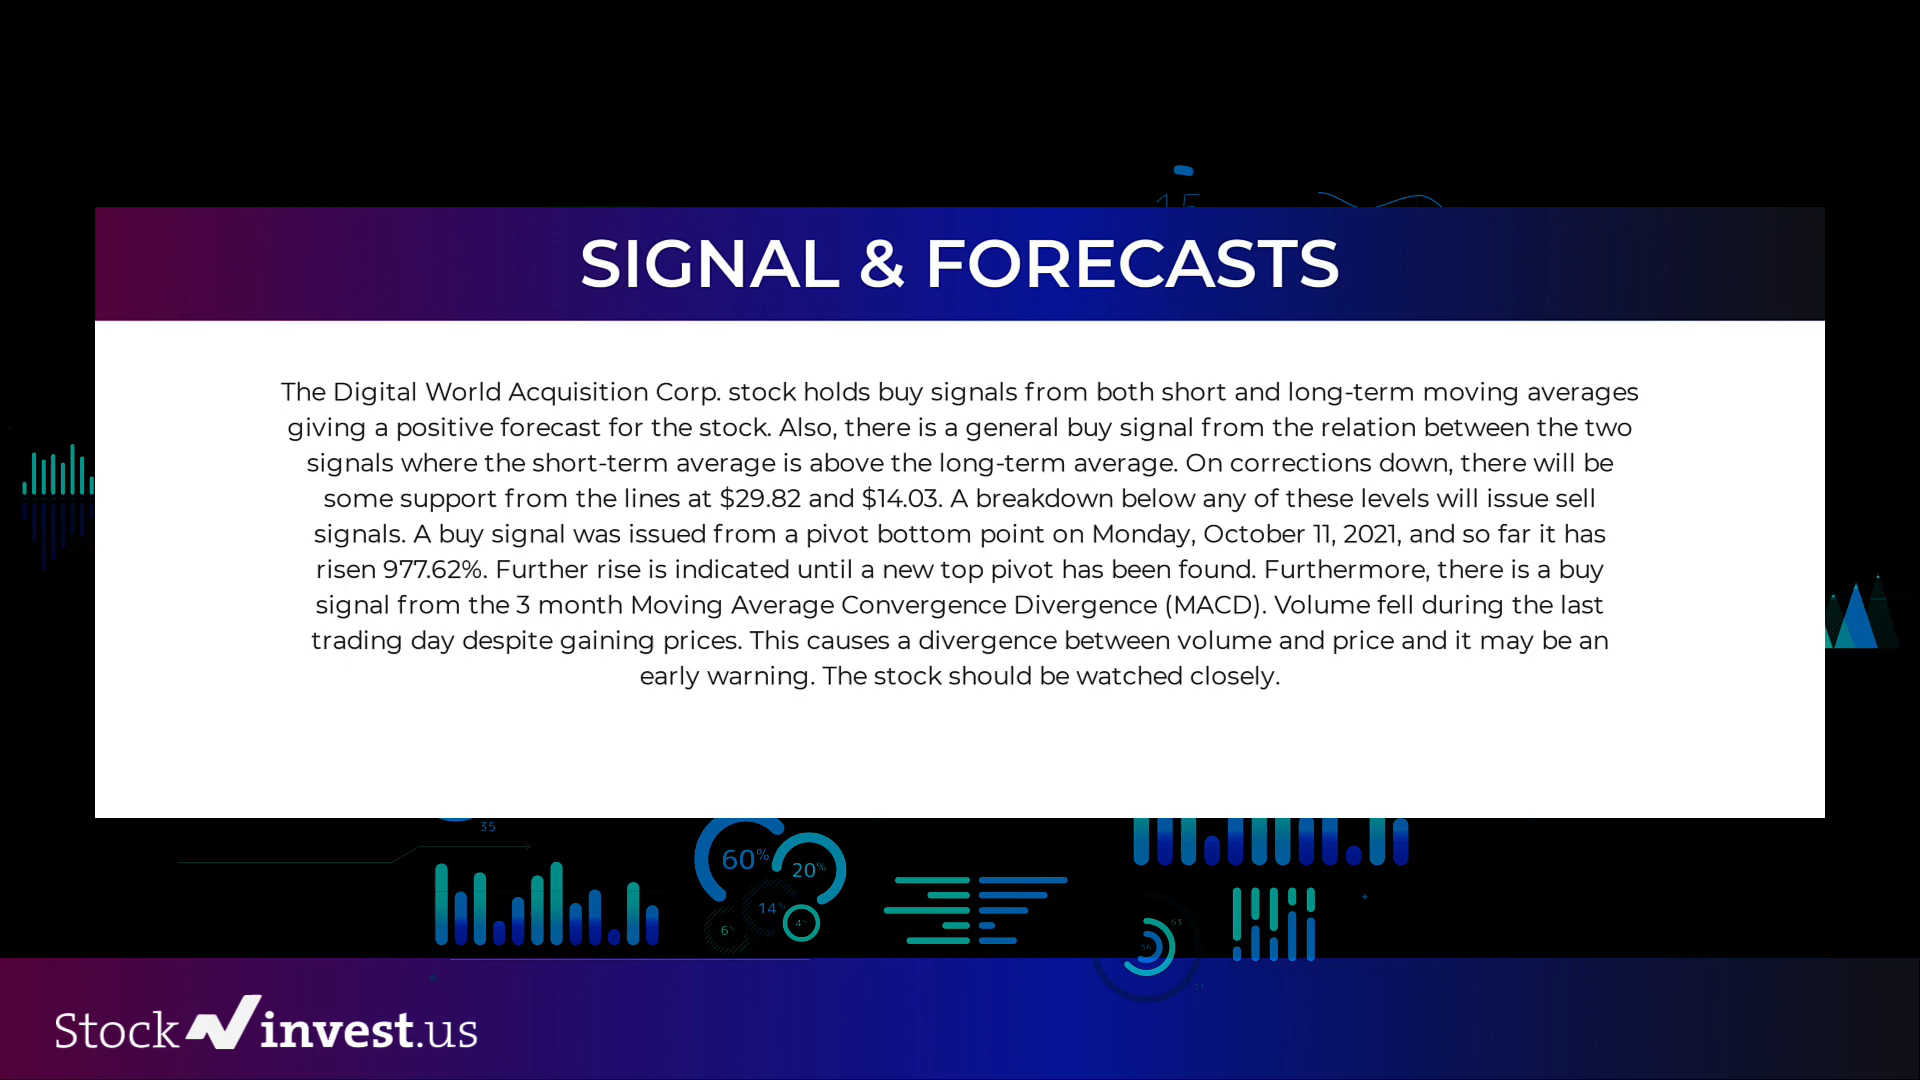 15
SIGNAL & FORECASTS
The Digital World Acquisition Corp. stock holds buy signals from both short and long-term moving averages
giving a positive forecast for the stock. Also, there is a general buy signal from the relation between the two
signals where the short-term average is above the long-term average. On corrections down, there will be
some support from the lines at $29.82 and $14.03. A breakdown below any of these levels will issue sell
signals. A buy signal was issued from a pivot bottom point on Monday, October 11, 2021, and so far it has
risen 977.62%. Further rise is indicated until a new top pivot has been found. Furthermore, there is a buy
signal from the 3 month Moving Average Convergence Divergence (MACD). Volume fell during the last
trading day despite gaining prices. This causes a divergence between volume and price and it may be an
early warning. The stock should be watched closely.
35
60%
20%
14%
6%
4%
63
56
Stock invest.us